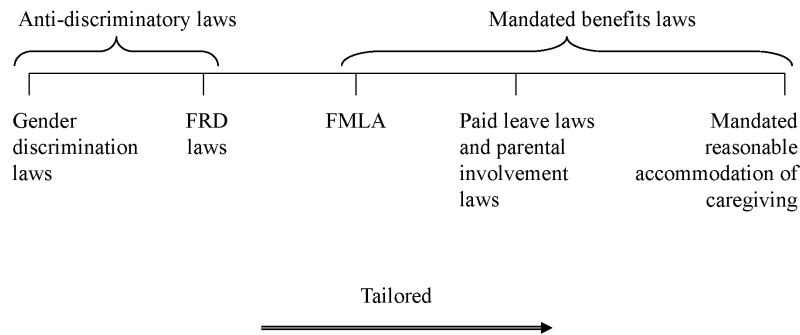 Anti-discriminatory laws
Mandated benefits laws
Gender
discrimination
laws
FRD
laws
FMLA
Paid leave laws
and parental
involvement
laws
Mandated
reasonable
accommodation of
caregiving
Tailored